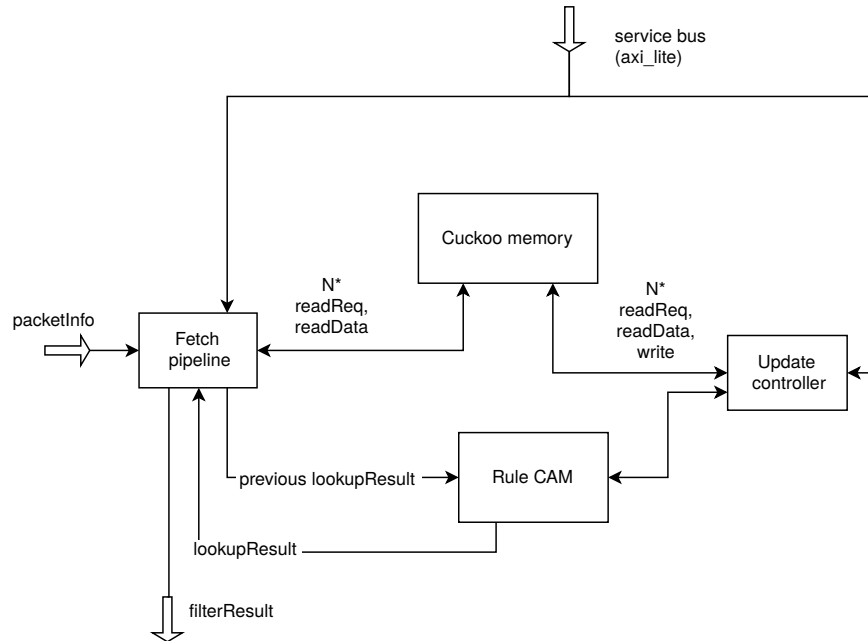 service bus
(axi_lite)
Cuckoo memory
N*
readReq,
readData
N*
readReq,
readData,
write
packetInfo
Fetch
pipeline
Update
controller
previous lookupResult
Rule CAM
lookupResult
filterResult